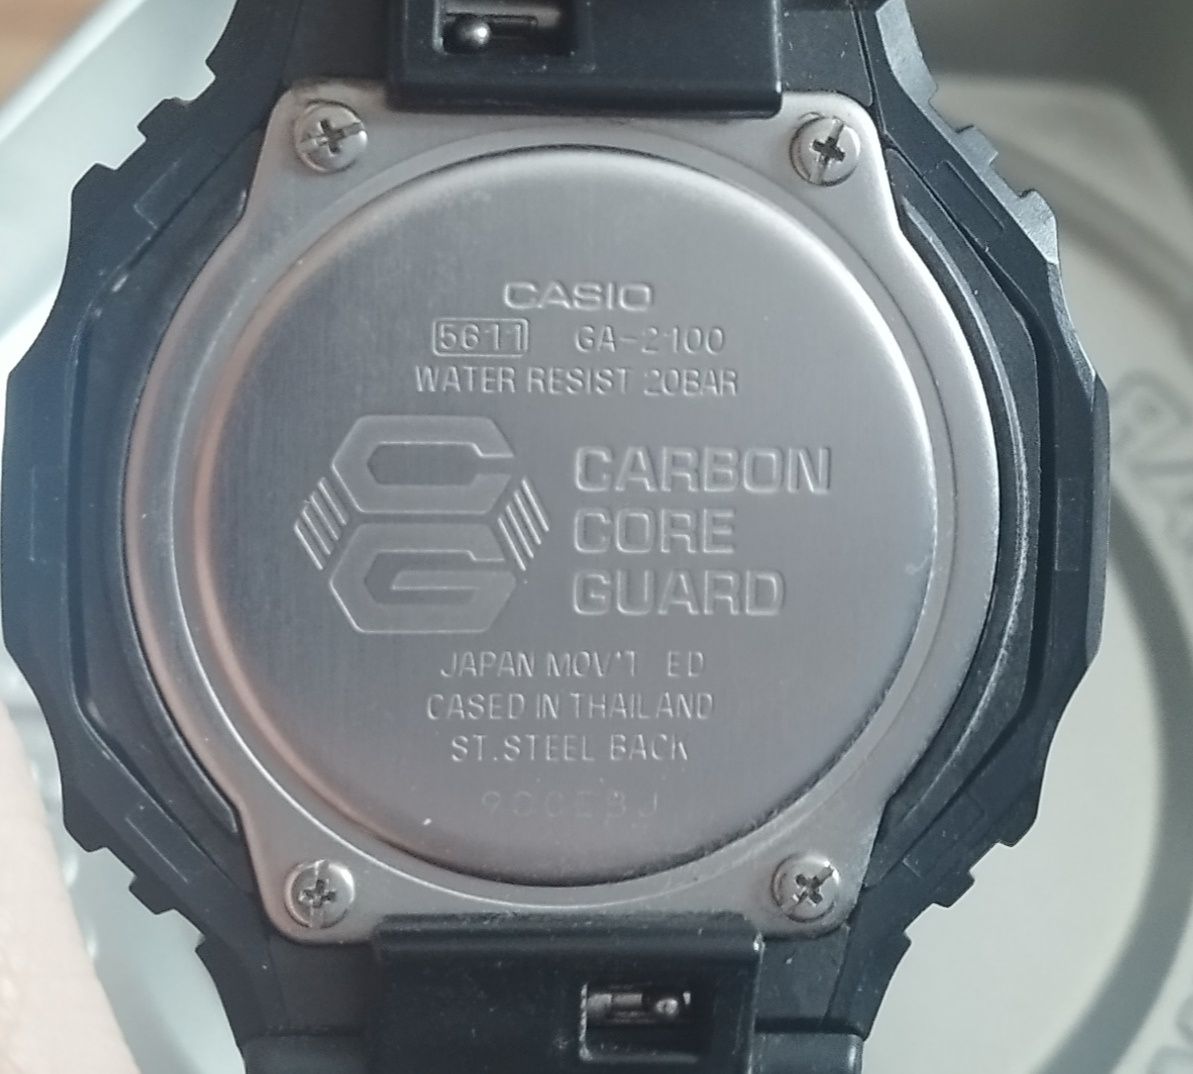 CASIO
5611 GA-2100
WATER RESIST 20BAR
CG
CARBON
CORE
GUARD
JAPAN MOV'T ED
CASED IN THAILAND
ST.STEEL BACK